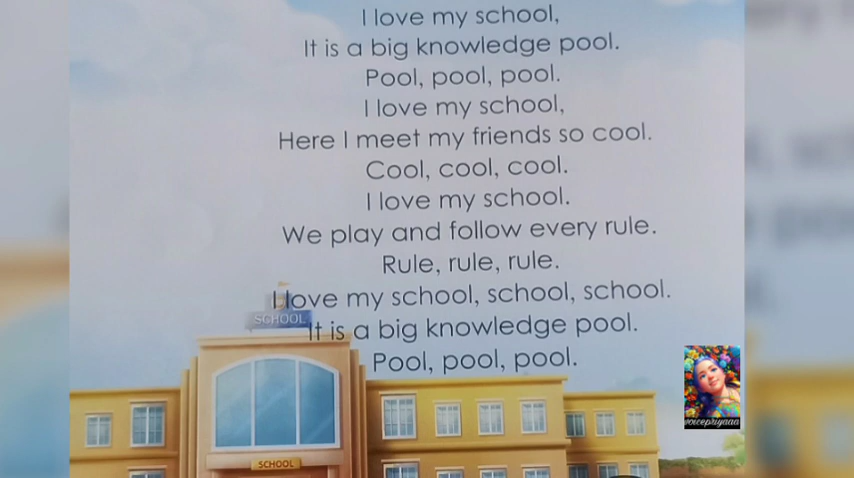 I love my school,
It is a big knowledge pool.
Pool, pool, pool.
I love my school,
Here I meet my friends so cool.
Cool, cool, cool.
I love my school.
We play and follow every rule.
Rule, rule, rule.
I love my school, school, school.
SCHOOL
It is a big knowledge pool.
Pool, pool, pool.
voicepriyaaa
SCHOOL